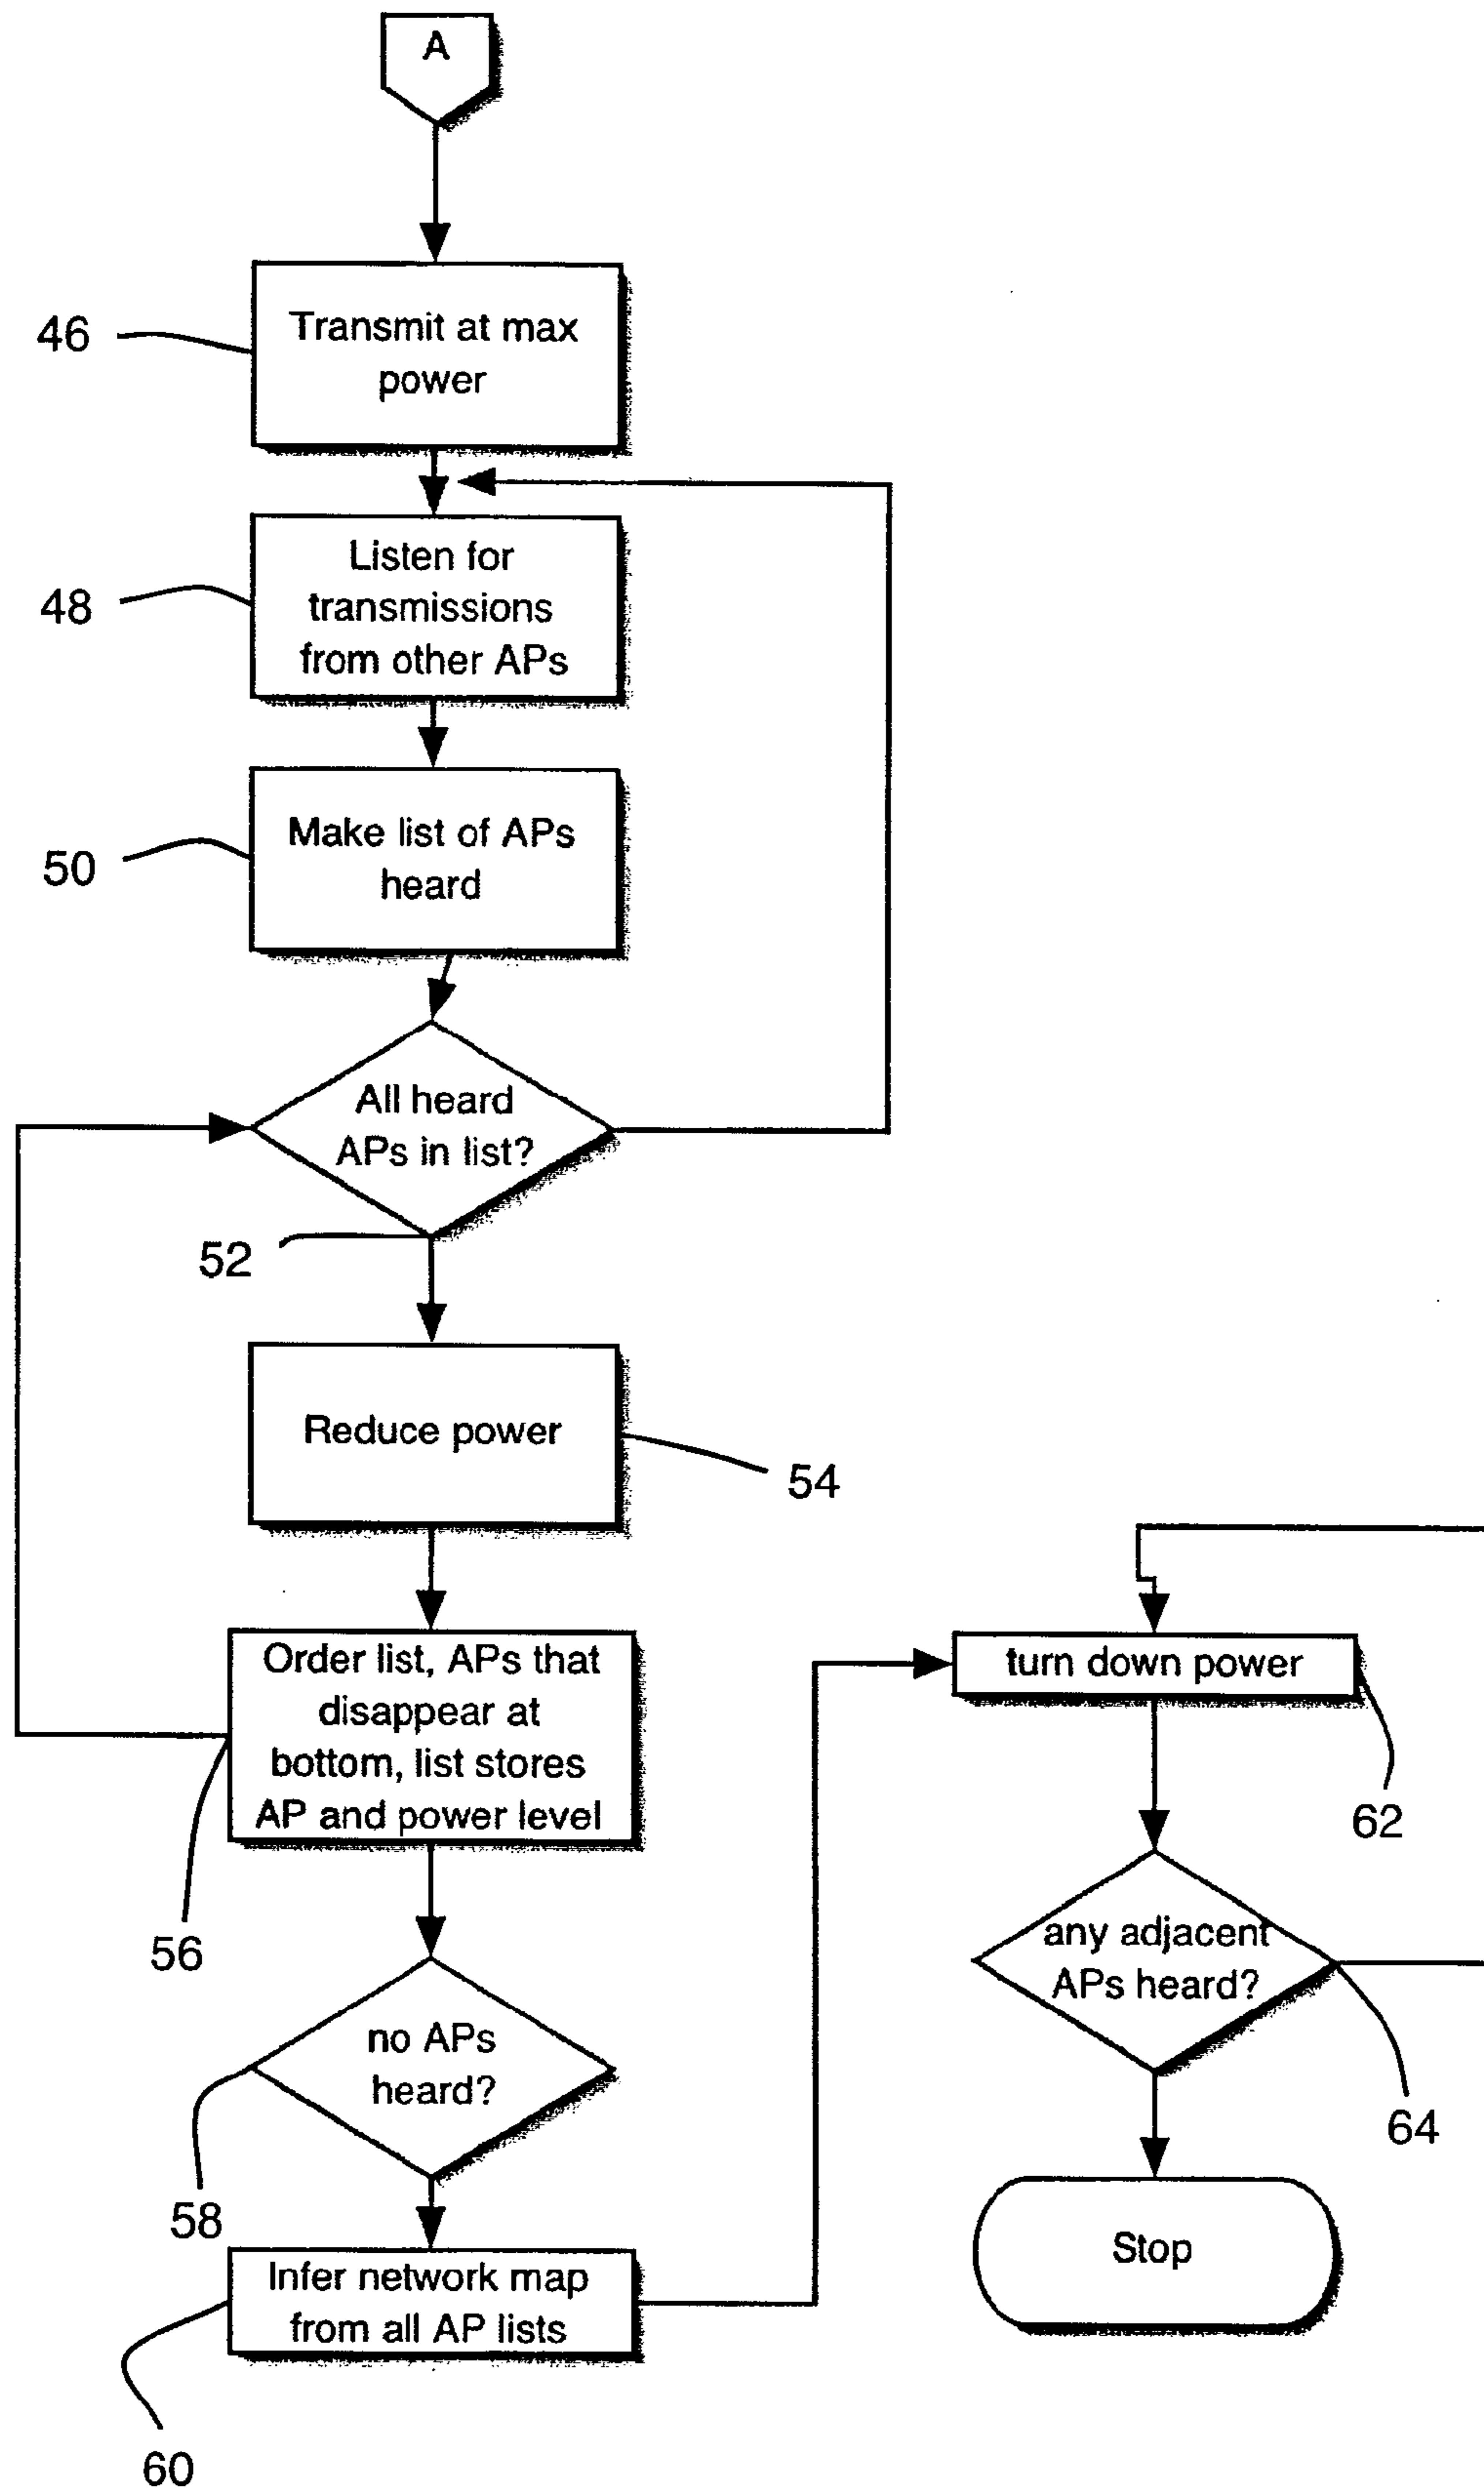 A
46
Transmit at max
power
48
Listen for
transmissions
from other APs
50
Make list of APs
heard
All heard
APs in list?
52
Reduce power
54
Order list, APs that
disappear at
bottom, list stores
AP and power level
56
no APs
heard?
58
Infer network map
from all AP lists
60
turn down power
62
any adjacent
APs heard?
64
Stop